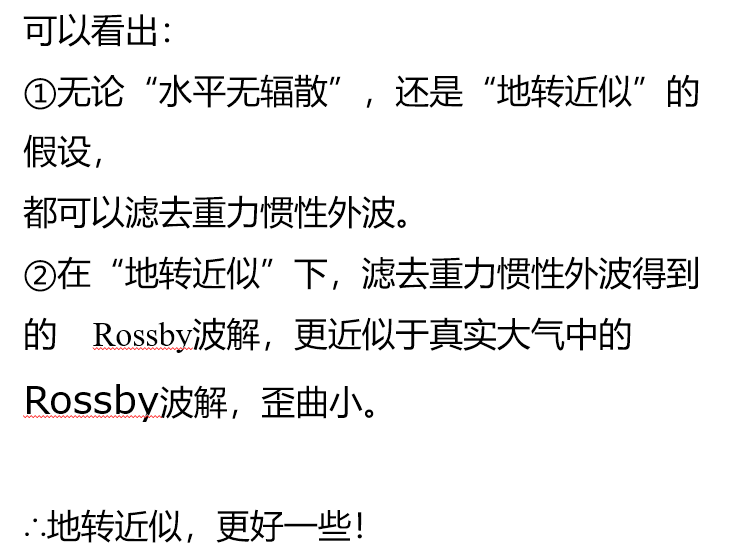 可以看出：
①无论“水平无辐散”，还是“地转近似”的
假设，
都可以滤去重力惯性外波。
②在“地转近似”下，滤去重力惯性外波得到
的 Rossby波解，更近似于真实大气中的
Rossby波解，歪曲小。
∴地转近似，更好一些！